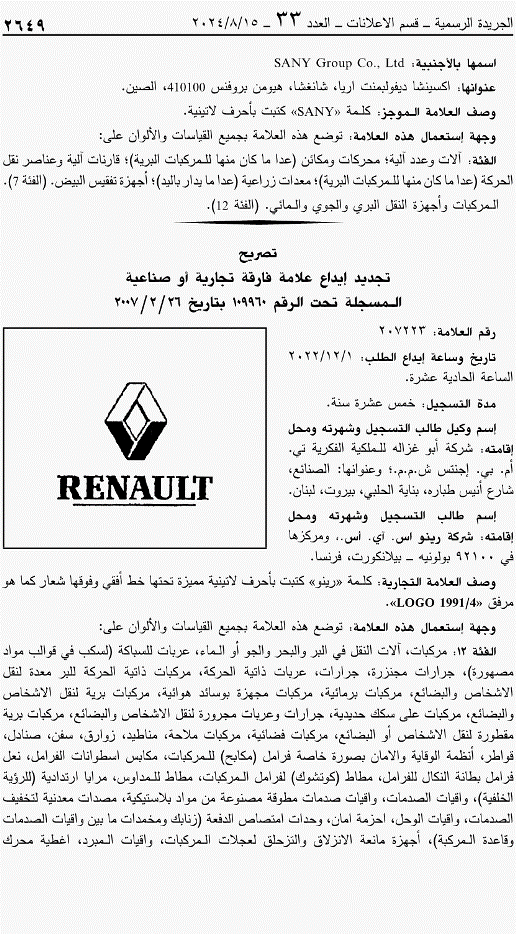 الجريدة الرسمية ــ قسم الاعلانات ــ العدد ٣٣ ــ ٢٠٢٤/٨/١٥
٢٦٤٩
اسمها بالأجنبية: SANY Group Co., Ltd
عنوانها: اكسينشا ديفولبمنت اريا، شانغشا، هيومن بروفنس 410100، الصين.
وصف العلامة الموجز: كلمة «SANY» كتبت بأحرف لاتينية.
وجهة إستعمال هذه العلامة: توضع هذه العلامة بجميع القياسات والألوان على:
الفئة: آلات وعدد آلية؛ محركات ومكائن (عدا ما كان منها للمركبات البرية)؛ قارنات آلية وعناصر نقل
الحركة (عدا ما كان منها للمركبات البرية)؛ معدات زراعية (عدا ما يدار باليد)؛ أجهزة تفقيس البيض. (الفئة 7).
المركبات وأجهزة النقل البري والجوي والمائي. (الفئة 12).
تصريح
تجديد إيداع علامة فارقة تجارية أو صناعية
المسجلة تحت الرقم ١٠٩٩٦٠ بتاريخ ٢٠٠٧/٢/٢٦
رقم العلامة: ٢٠٧٢٢٣
تاريخ وساعة إيداع الطلب: ٢٠٢٢/١٢/١
الساعة الحادية عشرة.
مدة التسجيل: خمس عشرة سنة.
إسم وكيل طالب التسجيل وشهرته ومحل
إقامته: شركة أبو غزاله للملكية الفكرية تي.
أم. بي. إجنتس ش.م.م.؛ وعنوانها: الصنائع،
شارع أنيس طباره، بناية الحلبي، بيروت، لبنان.
إسم طالب التسجيل وشهرته ومحل
إقامته: شركة رينو اس. آي. أس.، ومركزها
في ٩٢١٠٠ بولونيه ــ بيلانكورت، فرنسا.
RENAULT
وصف العلامة التجارية: كلمة «رينو» كتبت بأحرف لاتينية مميزة تحتها خط أفقي وفوقها شعار كما هو
مرفق «LOGO 1991/4».
وجهة إستعمال هذه العلامة: توضع هذه العلامة بجميع القياسات والألوان على:
الفئة ١٢: مركبات، آلات النقل في البر والبحر والجو أو الماء، عربات للسباكة (لسكب في قوالب مواد
مصهورة)، جرارات مجنزرة، جرارات، عربات ذاتية الحركة، مركبات ذاتية الحركة للبر معدة لنقل
الاشخاص والبضائع، مركبات برمائية، مركبات مجهزة بوسائد هوائية، مركبات برية لنقل الاشخاص
والبضائع، مركبات على سكك حديدية، جرارات وعربات مجرورة لنقل الاشخاص والبضائع، مركبات برية
مقطورة لنقل الاشخاص أو البضائع، مركبات فضائية، مركبات ملاحة، مناطيد، زوارق، سفن، صنادل،
قواطر، أنظمة الوقاية والامان بصورة خاصة فرامل (مكابح) للمركبات، مكابس اسطوانات الفرامل، نعل
فرامل بطانة النكال للفرامل، مطاط (كوتشوك) لفرامل المركبات، مطاط للمداوس، مرايا ارتدادية (للرؤية
الخلفية)، واقيات الصدمات، واقيات صدمات مطوقة مصنوعة من مواد بلاستيكية، مصدات معدنية لتخفيف
الصدمات، واقيات الوحل، احزمة امان، وحدات امتصاص الدفعة (زنابك ومخمدات ما بين واقيات الصدمات
وقاعدة المركبة)، أجهزة مانعة الانزلاق والتزحلق لعجلات المركبات، واقيات المبرد، اغطية محرك